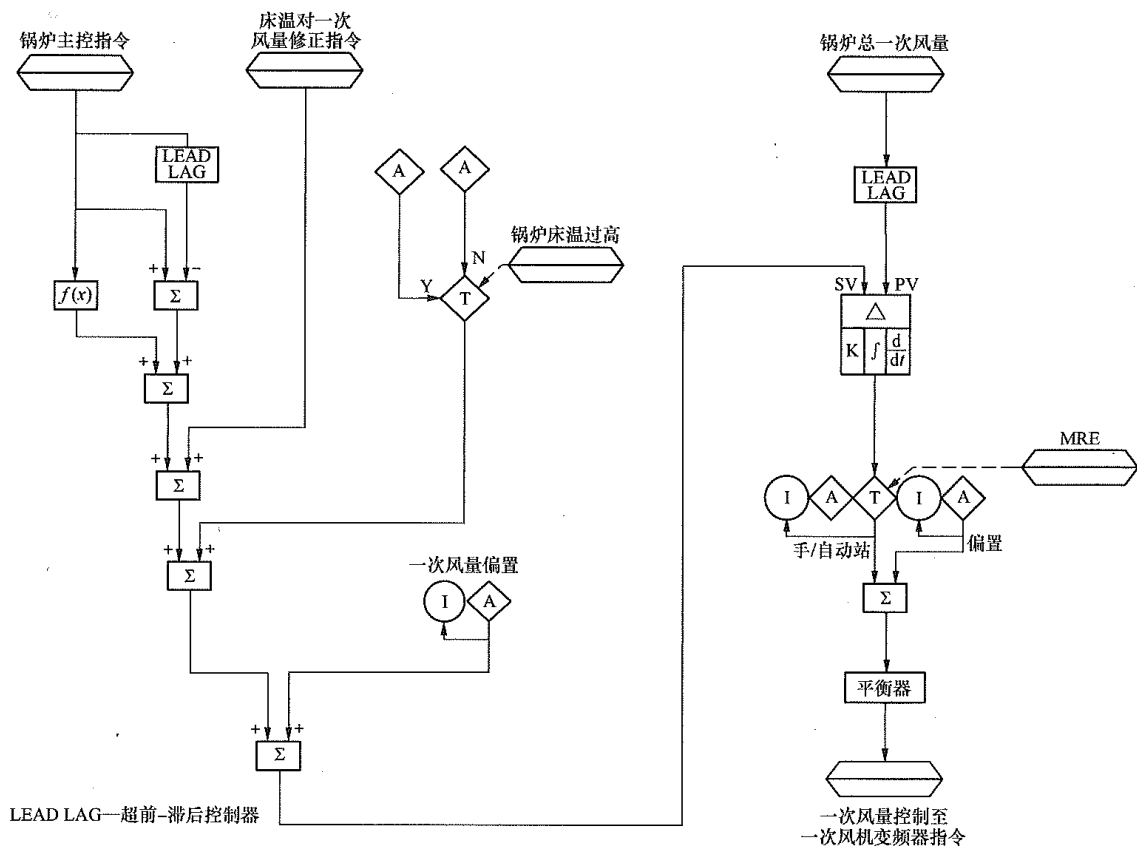 锅炉主控指令
床温对一次
风量修正指令
锅炉总一次风量
LEAD
LAG
A
A
LEAD
LAG
锅炉床温过高
N
Y
T
+
-
f(x)
Σ
SV
PV
△
K
∫
d
dt
+
+
Σ
MRE
+
+
Σ
I
A
T
I
A
手/自动站
偏置
+
+
Σ
一次风量偏置
I
A
Σ
平衡器
+
+
Σ
LEAD LAG—超前-滞后控制器
一次风量控制至
一次风机变频器指令